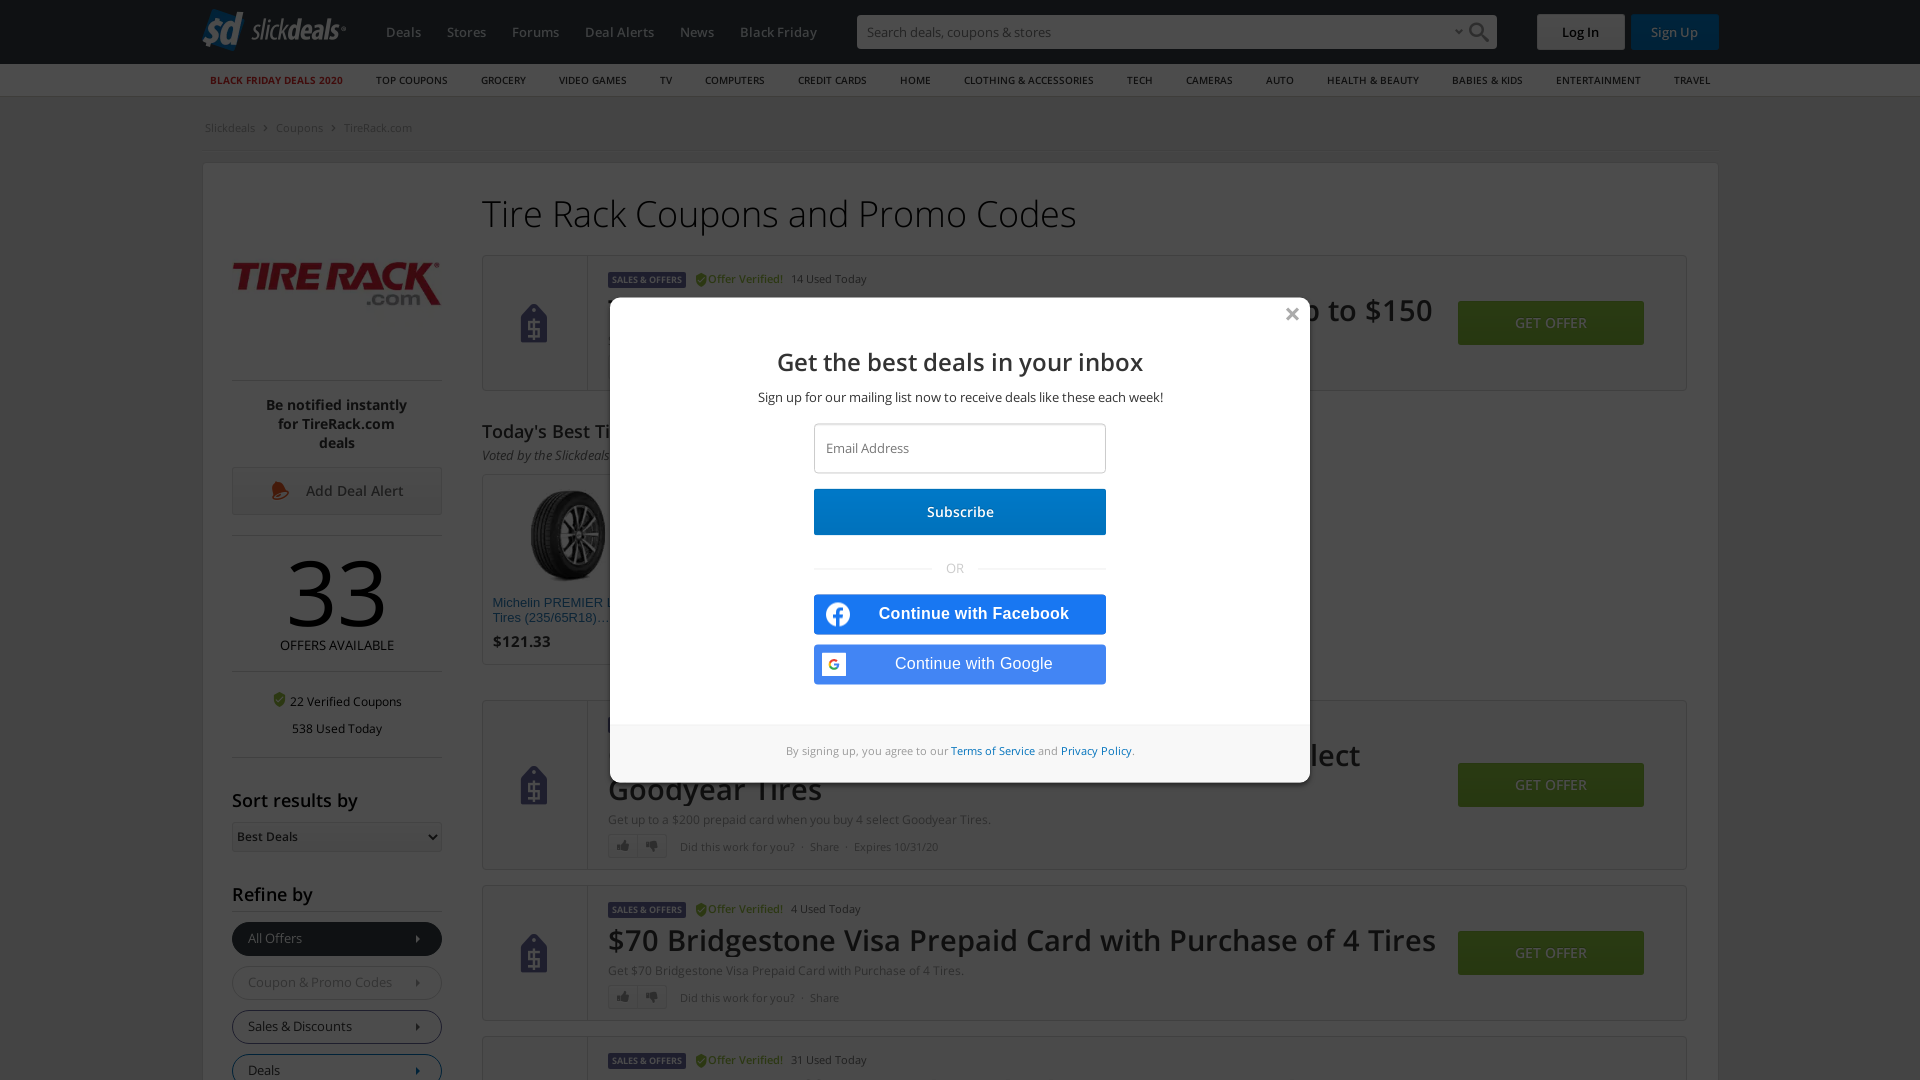 slickdeals
Deals
Stores
Forums
Deal Alerts
News
Black Friday
Search deals, coupons & stores
Log In
Sign Up
BLACK FRIDAY DEALS 2020
TOP COUPONS
GROCERY
VIDEO GAMES
TV
COMPUTERS
CREDIT CARDS
HOME
CLOTHING & ACCESSORIES
TECH
CAMERAS
AUTO
HEALTH & BEAUTY
BABIES & KIDS
ENTERTAINMENT
TRAVEL
Slickdeals
Coupons
TireRack.com
TIRE RACK
.com
Be notified instantly
for TireRack.com
deals
Add Deal Alert
33
OFFERS AVAILABLE
22 Verified Coupons
538 Used Today
Sort results by
Best Deals
Refine by
All Offers
Coupon & Promo Codes
Sales & Discounts
Deals
Tire Rack Coupons and Promo Codes
SALES & OFFERS Offer Verified! 14 Used Today
to $150
GET OFFER
Today's Best
Voted by the Slickdeals
Michelin PREMIER
Tires (235/65R18)...
$121.33
Get the best deals in your inbox
Sign up for our mailing list now to receive deals like these each week!
Email Address
Subscribe
OR
Continue with Facebook
Continue with Google
By signing up, you agree to our Terms of Service and Privacy Policy.
Goodyear Tires
Get up to a $200 prepaid card when you buy 4 select Goodyear Tires.
Did this work for you? · Share · Expires 10/31/20
GET OFFER
SALES & OFFERS Offer Verified! 4 Used Today
$70 Bridgestone Visa Prepaid Card with Purchase of 4 Tires
Get $70 Bridgestone Visa Prepaid Card with Purchase of 4 Tires.
Did this work for you? · Share
GET OFFER
SALES & OFFERS Offer Verified! 31 Used Today